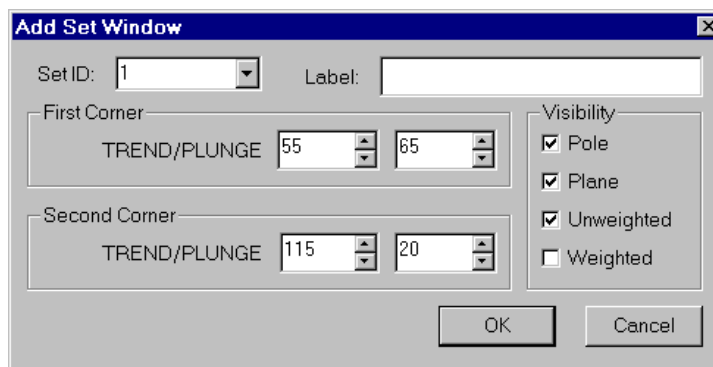 Add Set Window
Set ID: 1 Label:
First Corner
TREND/PLUNGE 55 65
Second Corner
TREND/PLUNGE 115 20
Visibility
Pole
Plane
Unweighted
Weighted
OK Cancel